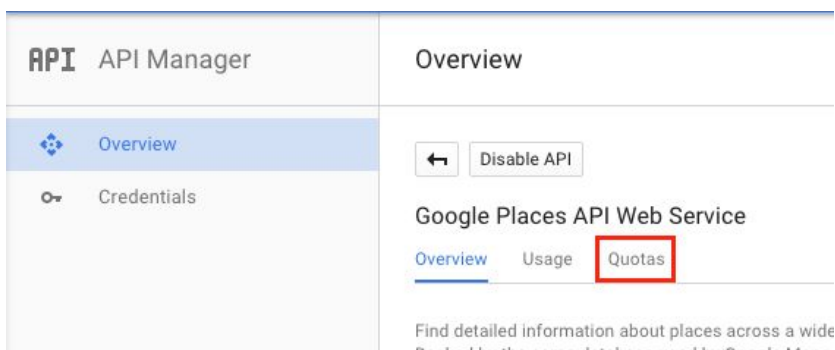 API API Manager
Overview
Overview
Credentials
Disable API
Google Places API Web Service
Overview Usage Quotas
Find detailed information about places across a wide